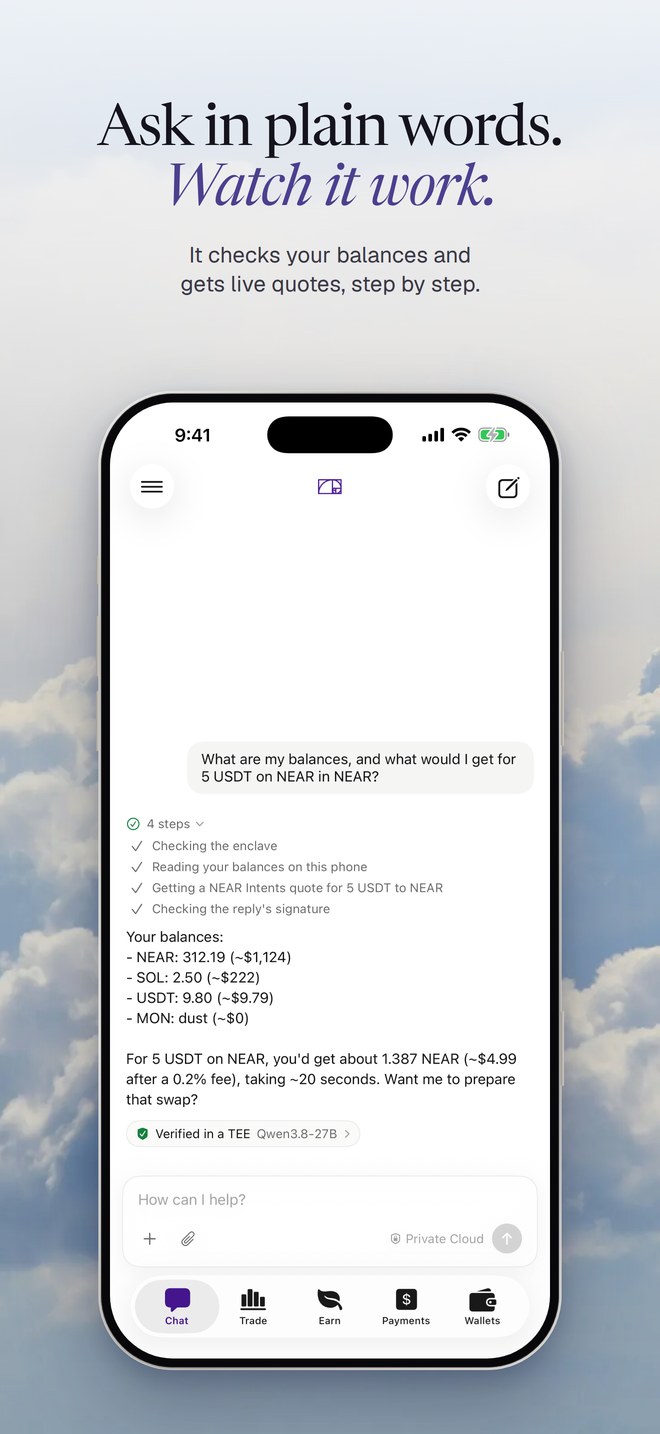 Ask in plain words.
Watch it work.
It checks your balances and
gets live quotes, step by step.
9:41
What are my balances, and what would I get for
5 USDT on NEAR in NEAR?
4 steps
Checking the enclave
Reading your balances on this phone
Getting a NEAR Intents quote for 5 USDT to NEAR
Checking the reply's signature
Your balances:
- NEAR: 312.19 (~$1,124)
- SOL: 2.50 (~$222)
- USDT: 9.80 (~$9.79)
- MON: dust (~$0)
For 5 USDT on NEAR, you'd get about 1.387 NEAR (~$4.99
after a 0.2% fee), taking ~20 seconds. Want me to prepare
that swap?
Verified in a TEE Qwen3.8-27B
How can I help?
Private Cloud
Chat Trade Earn Payments Wallets